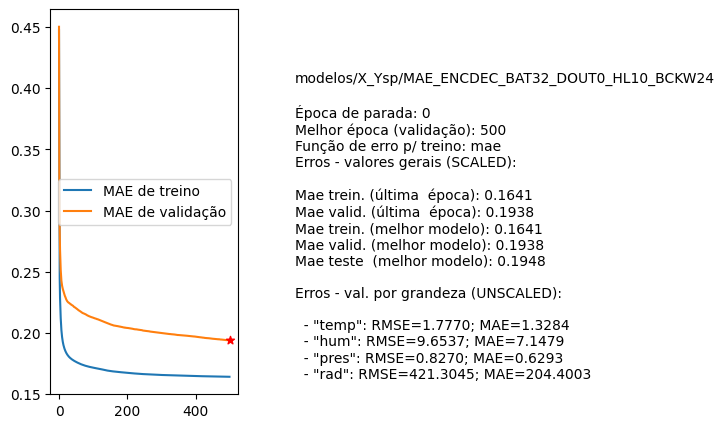 0.45
0.40
0.35
0.30
0.25
0.20
0.15
0
200
400
MAE de treino
MAE de validação
modelos/X_Ysp/MAE_ENCDEC_BAT32_DOUT0_HL10_BCKW24
Época de parada: 0
Melhor época (validação): 500
Função de erro p/ treino: mae
Erros - valores gerais (SCALED):
Mae trein. (última  época): 0.1641
Mae valid. (última  época): 0.1938
Mae trein. (melhor modelo): 0.1641
Mae valid. (melhor modelo): 0.1938
Mae teste  (melhor modelo): 0.1948
Erros - val. por grandeza (UNSCALED):
- "temp": RMSE=1.7770; MAE=1.3284
- "hum": RMSE=9.6537; MAE=7.1479
- "pres": RMSE=0.8270; MAE=0.6293
- "rad": RMSE=421.3045; MAE=204.4003